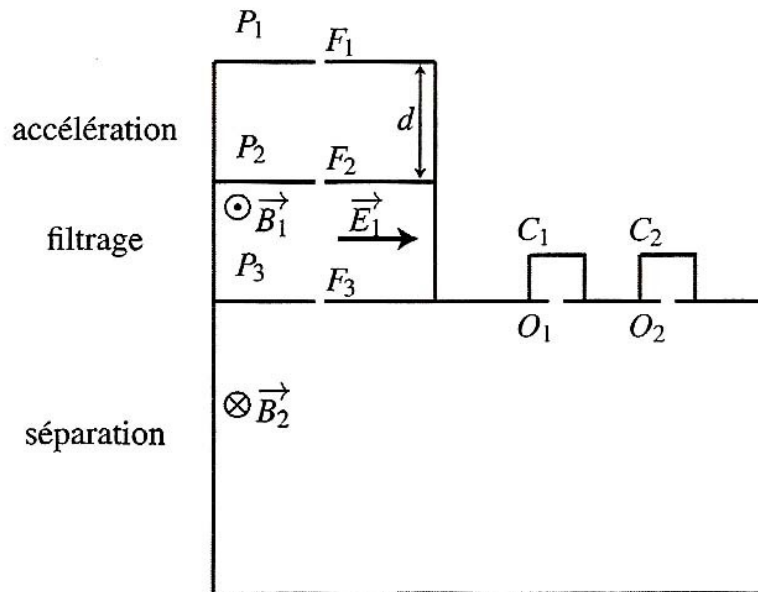 P₁ F₁
accélération d
P₂ F₂
⊙ B₁→ E₁→
filtrage C₁ C₂
P₃ F₃
O₁ O₂
⊗ B₂→
séparation